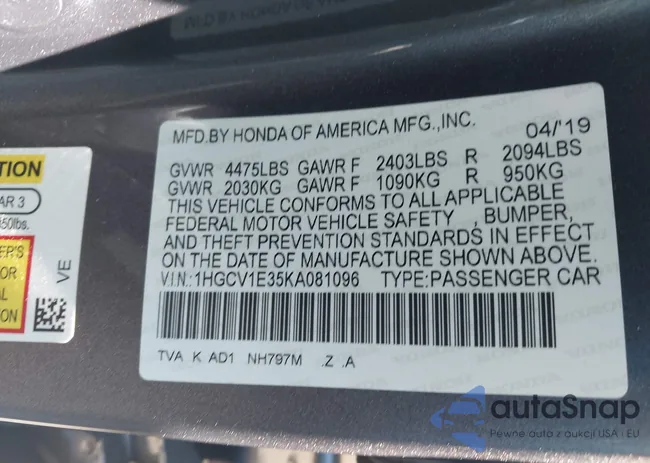 MFD.BY HONDA OF AMERICA MFG.,INC. 04/'19
GVWR 4475LBS GAWR F 2403LBS R 2094LBS
GVWR 2030KG GAWR F 1090KG R 950KG
THIS VEHICLE CONFORMS TO ALL APPLICABLE
FEDERAL MOTOR VEHICLE SAFETY , BUMPER,
AND THEFT PREVENTION STANDARDS IN EFFECT
ON THE DATE OF MANUFACTURE SHOWN ABOVE.
V.I.N.:1HGCV1E35KA081096 TYPE:PASSENGER CAR
TVA K AD1 NH797M .Z .A
VE
autaSnap
Pewne auta z aukcji USA i EU